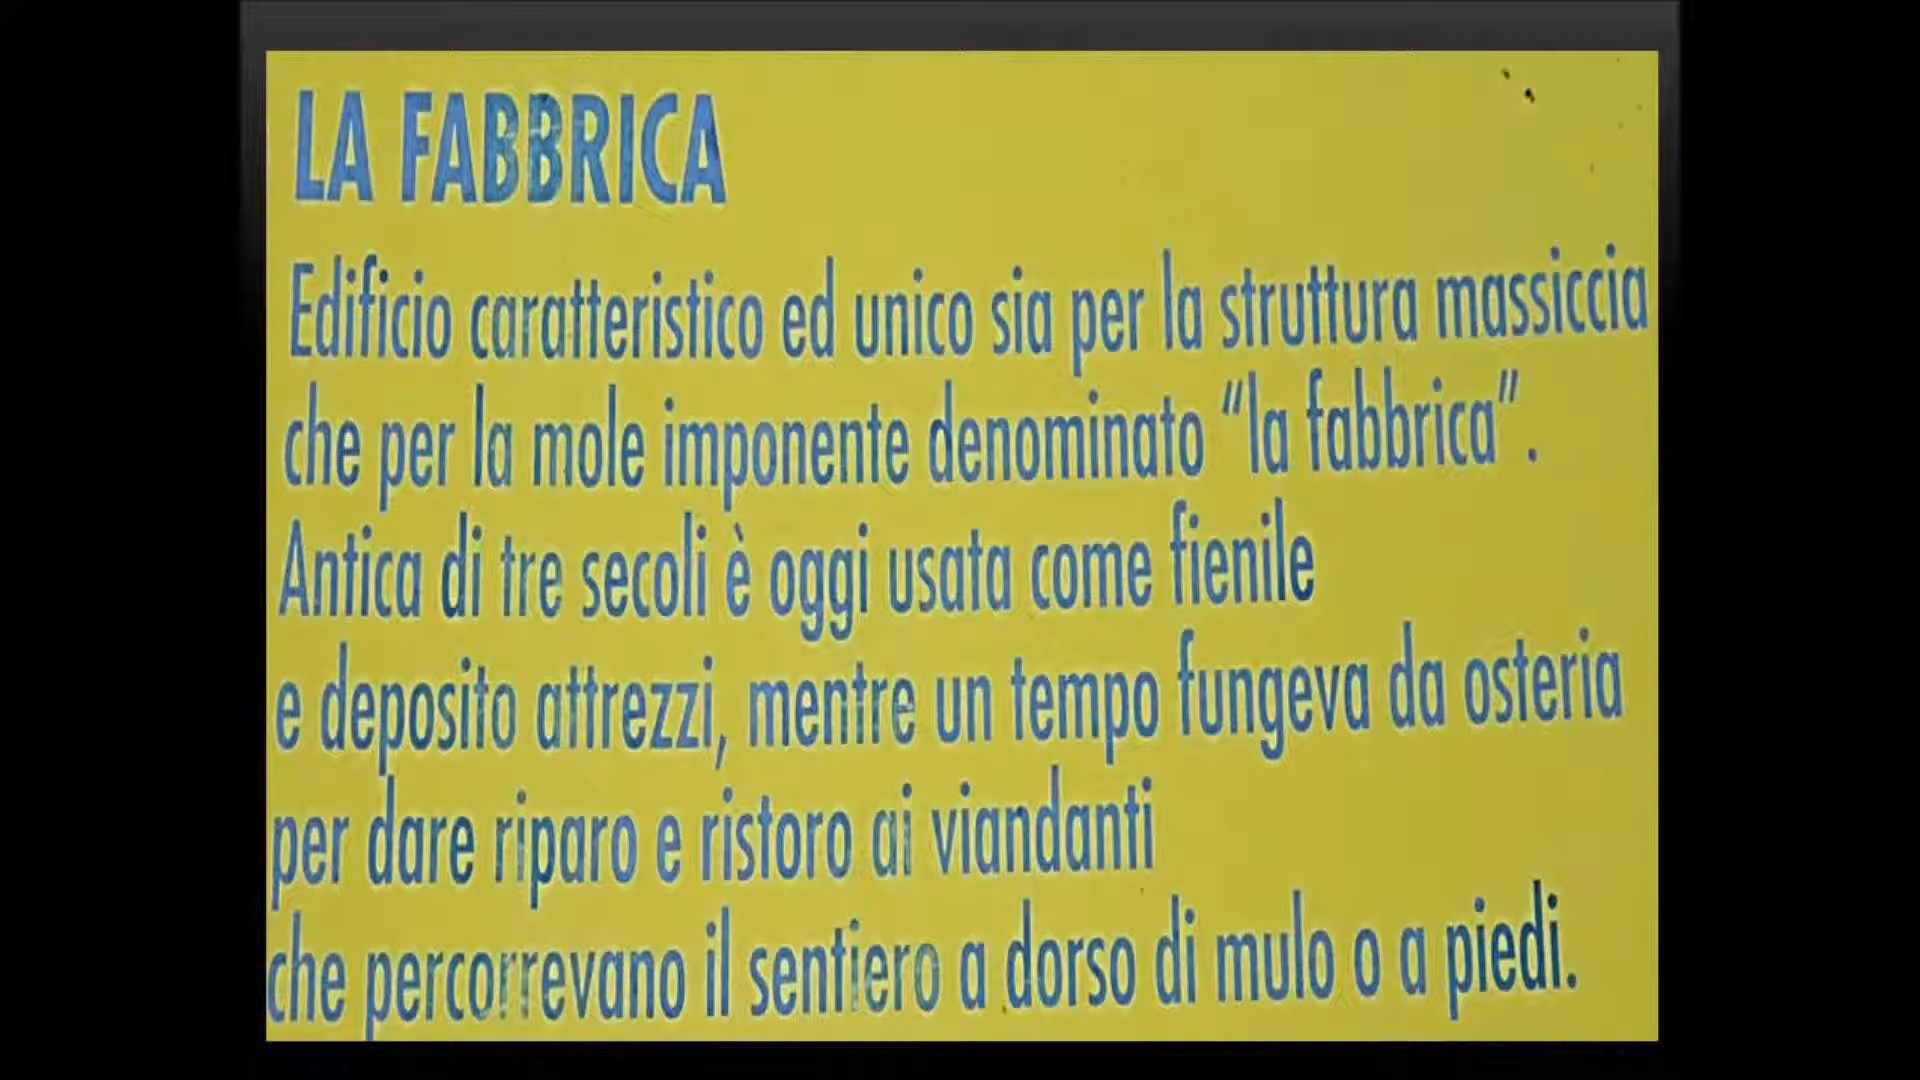 LA FABBRICA
Edificio caratteristico ed unico sia per la struttura massiccia
che per la mole imponente denominato “la fabbrica”.
Antica di tre secoli è oggi usata come fienile
e deposito attrezzi, mentre un tempo fungeva da osteria
per dare riparo e ristoro ai viandanti
che percorrevano il sentiero a dorso di mulo o a piedi.